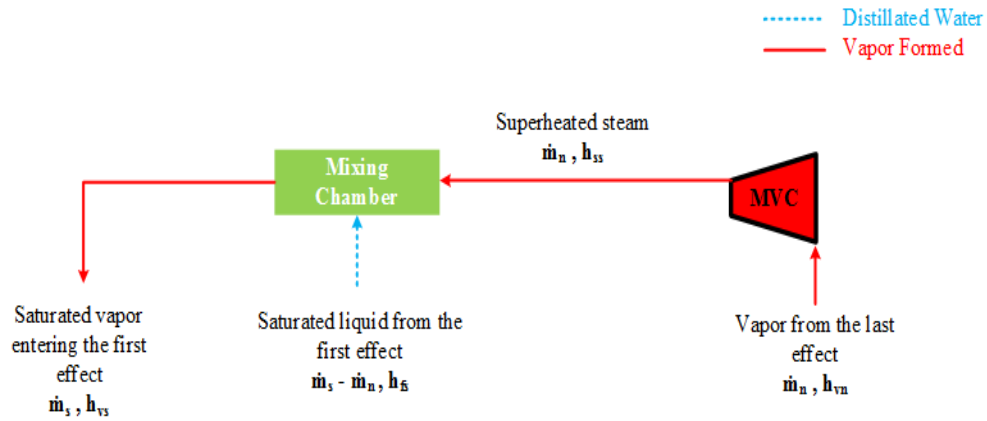 Distillated Water
Vapor Formed
Superheated steam
ṁn , hss
Mixing
Chamber
MVC
Saturated vapor
entering the first
effect
ṁs , hvs
Saturated liquid from the
first effect
ṁs - ṁn, hfs
Vapor from the last
effect
ṁn , hvn